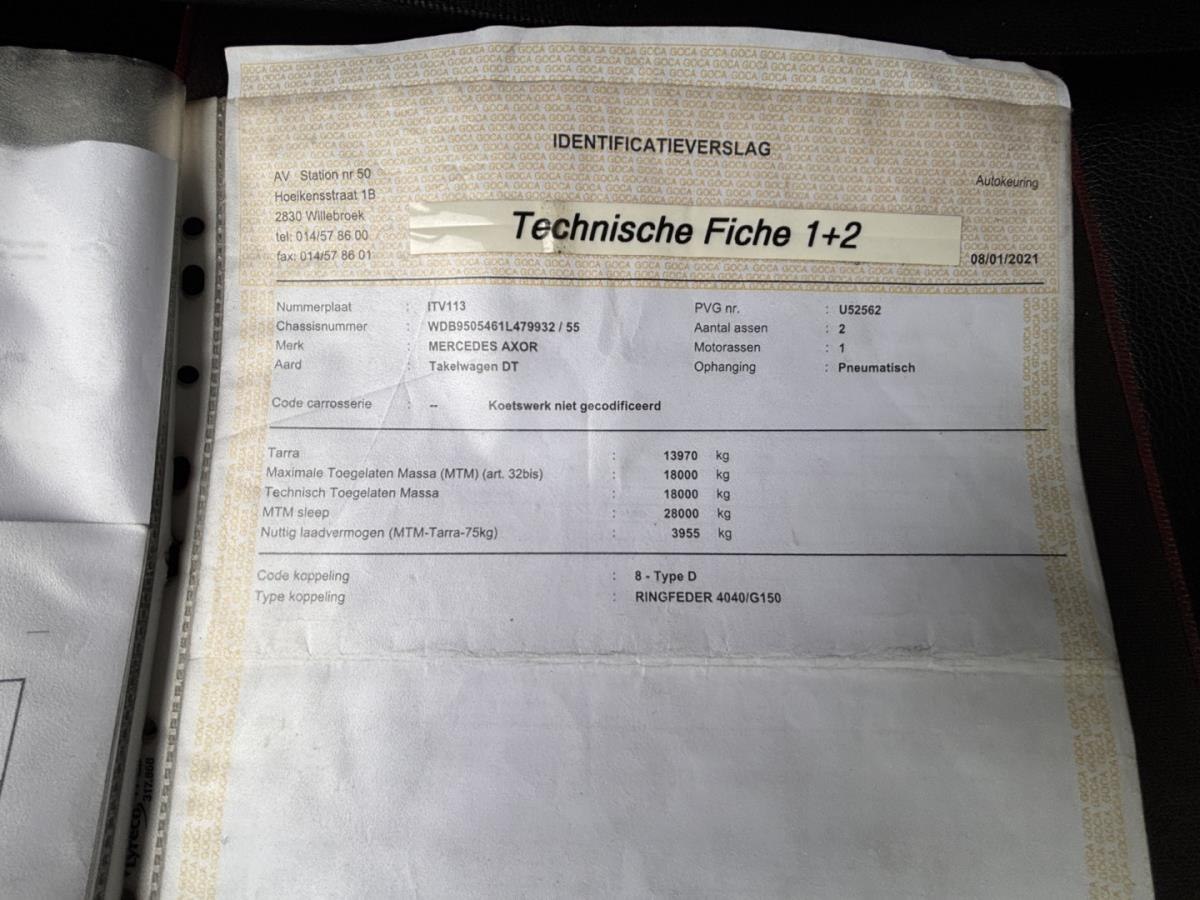 IDENTIFICATIEVERSLAG
AV Station nr 50
Hoeikensstraat 1B
2830 Willebroek
tel: 014/57 86 00
fax: 014/57 86 01
Autokeuring
Technische Fiche 1+2
08/01/2021
Nummerplaat : ITV113 PVG nr. : U52562
Chassisnummer : WDB9505461L479932 / 55 Aantal assen : 2
Merk : MERCEDES AXOR Motorassen : 1
Aard : Takelwagen DT Ophanging : Pneumatisch
Code carrosserie : -- Koetswerk niet gecodificeerd
Tarra : 13970 kg
Maximale Toegelaten Massa (MTM) (art. 32bis) : 18000 kg
Technisch Toegelaten Massa : 18000 kg
MTM sleep : 28000 kg
Nuttig laadvermogen (MTM-Tarra-75kg) : 3955 kg
Code koppeling : 8 - Type D
Type koppeling : RINGFEDER 4040/G150
Lyreco
317.868